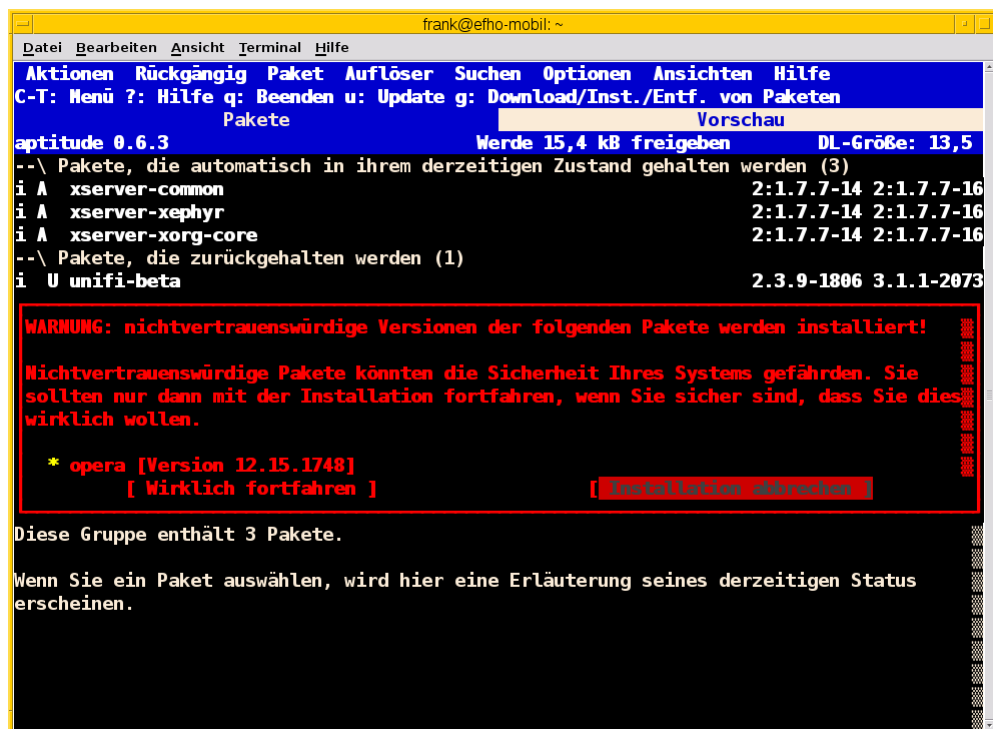 frank@efho-mobil: ~
Datei Bearbeiten Ansicht Terminal Hilfe
Aktionen Rückgängig Paket Auflöser Suchen Optionen Ansichten Hilfe
C-T: Menü ?: Hilfe q: Beenden u: Update g: Download/Inst./Entf. von Paketen
Pakete Vorschau
aptitude 0.6.3 Werde 15,4 kB freigeben DL-Größe: 13,5
--\ Pakete, die automatisch in ihrem derzeitigen Zustand gehalten werden (3)
i A xserver-common 2:1.7.7-14 2:1.7.7-16
i A xserver-xephyr 2:1.7.7-14 2:1.7.7-16
i A xserver-xorg-core 2:1.7.7-14 2:1.7.7-16
--\ Pakete, die zurückgehalten werden (1)
i U unifi-beta 2.3.9-1806 3.1.1-2073
WARNUNG: nichtvertrauenswürdige Versionen der folgenden Pakete werden installiert!
Nichtvertrauenswürdige Pakete könnten die Sicherheit Ihres Systems gefährden. Sie
sollten nur dann mit der Installation fortfahren, wenn Sie sicher sind, dass Sie dies
wirklich wollen.
* opera [Version 12.15.1748]
[ Wirklich fortfahren ] [ Installation abbrechen ]
Diese Gruppe enthält 3 Pakete.
Wenn Sie ein Paket auswählen, wird hier eine Erläuterung seines derzeitigen Status
erscheinen.